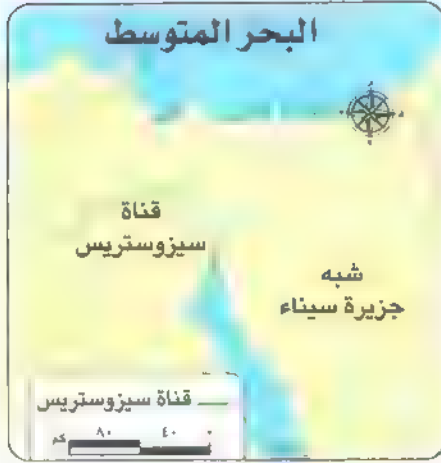 البحر المتوسط
قناة
سيزوستريس
شبه
جزيرة سيناء
قناة سيزوستريس
٨٠ ٤٠ ٠
كم